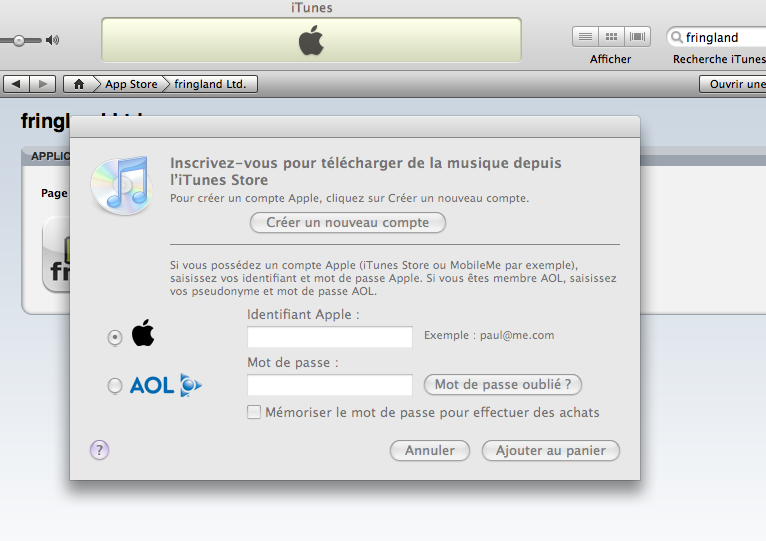 iTunes
fringland
Afficher
Recherche iTunes
App Store
fringland Ltd.
Ouvrir une
fringl
APPLIC
Page
fr
Inscrivez-vous pour télécharger de la musique depuis
l'iTunes Store
Pour créer un compte Apple, cliquez sur Créer un nouveau compte.
Créer un nouveau compte
Si vous possédez un compte Apple (iTunes Store ou MobileMe par exemple),
saisissez vos identifiant et mot de passe Apple. Si vous êtes membre AOL, saisissez
vos pseudonyme et mot de passe AOL.
Identifiant Apple :
Exemple : paul@me.com
Mot de passe :
AOL
Mot de passe oublié ?
Mémoriser le mot de passe pour effectuer des achats
?
Annuler
Ajouter au panier